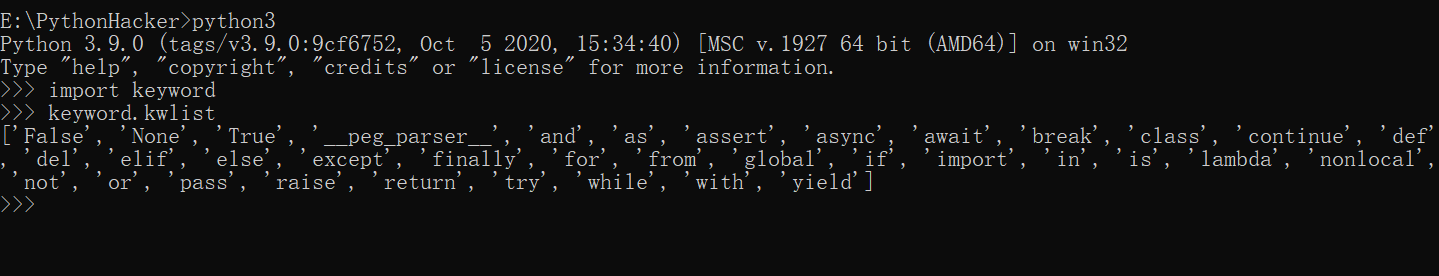 E:\PythonHacker>python3
Python 3.9.0 (tags/v3.9.0:9cf6752, Oct  5 2020, 15:34:40) [MSC v.1927 64 bit (AMD64)] on win32
Type "help", "copyright", "credits" or "license" for more information.
>>> import keyword
>>> keyword.kwlist
['False', 'None', 'True', '__peg_parser__', 'and', 'as', 'assert', 'async', 'await', 'break', 'class', 'continue', 'def'
, 'del', 'elif', 'else', 'except', 'finally', 'for', 'from', 'global', 'if', 'import', 'in', 'is', 'lambda', 'nonlocal',
 'not', 'or', 'pass', 'raise', 'return', 'try', 'while', 'with', 'yield']
>>>